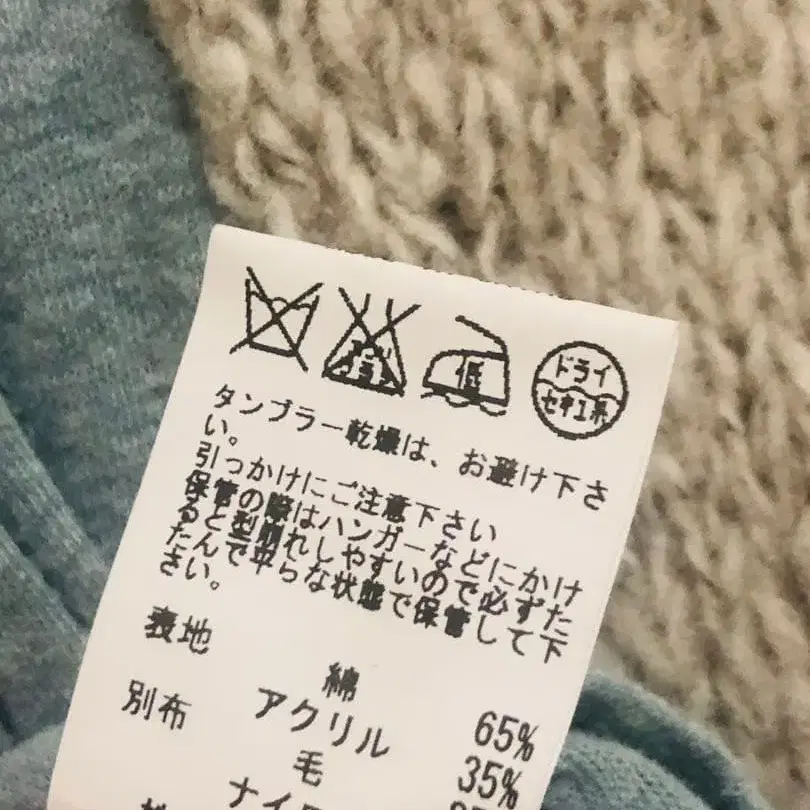 低
ドライ
セキユ系
タンブラー乾燥は、お避け下さ
い。
引っかけにご注意下さい
保管の際はハンガーなどにかけ
ると型崩れしやすいので必ずた
たんで平らな状態で保管して下
さい。
表地
綿 65%
アクリル 35%
別布
毛